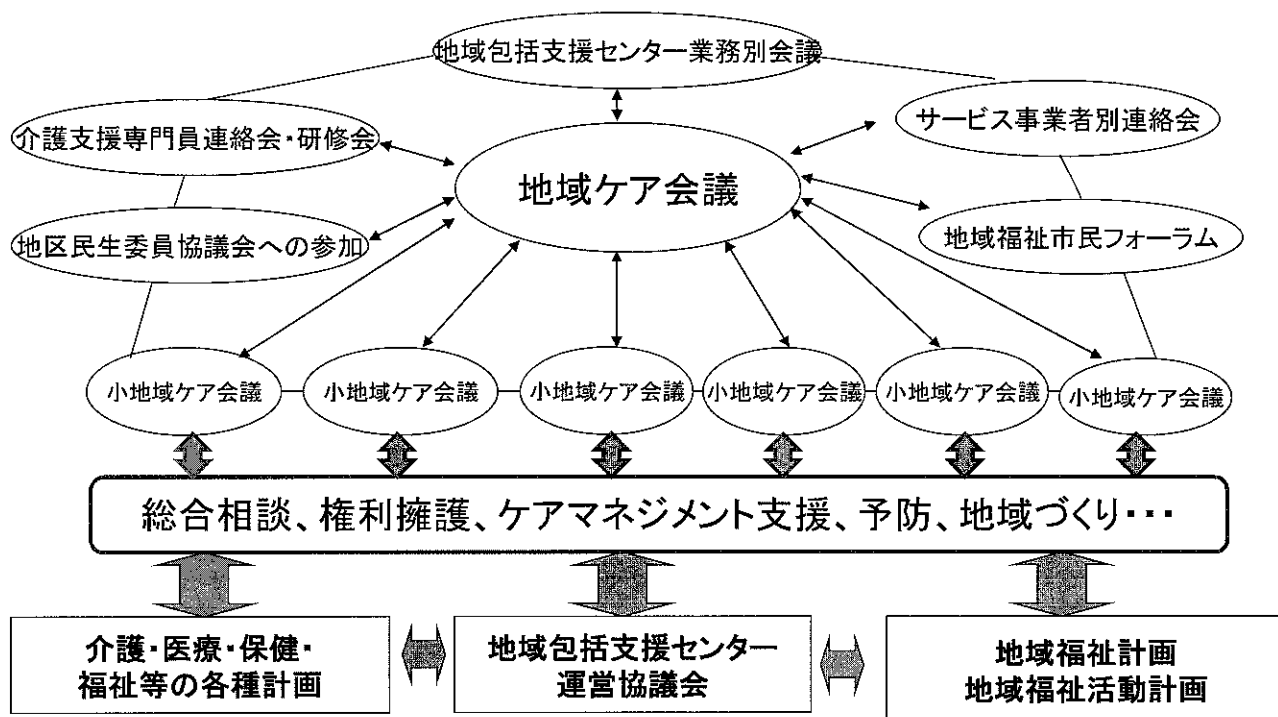 地域包括支援センター業務別会議
介護支援専門員連絡会・研修会
サービス事業者別連絡会
地域ケア会議
地区民生委員協議会への参加
地域福祉市民フォーラム
小地域ケア会議
小地域ケア会議
小地域ケア会議
小地域ケア会議
小地域ケア会議
小地域ケア会議
総合相談、権利擁護、ケアマネジメント支援、予防、地域づくり・・・
介護・医療・保健・
福祉等の各種計画
地域包括支援センター
運営協議会
地域福祉計画
地域福祉活動計画